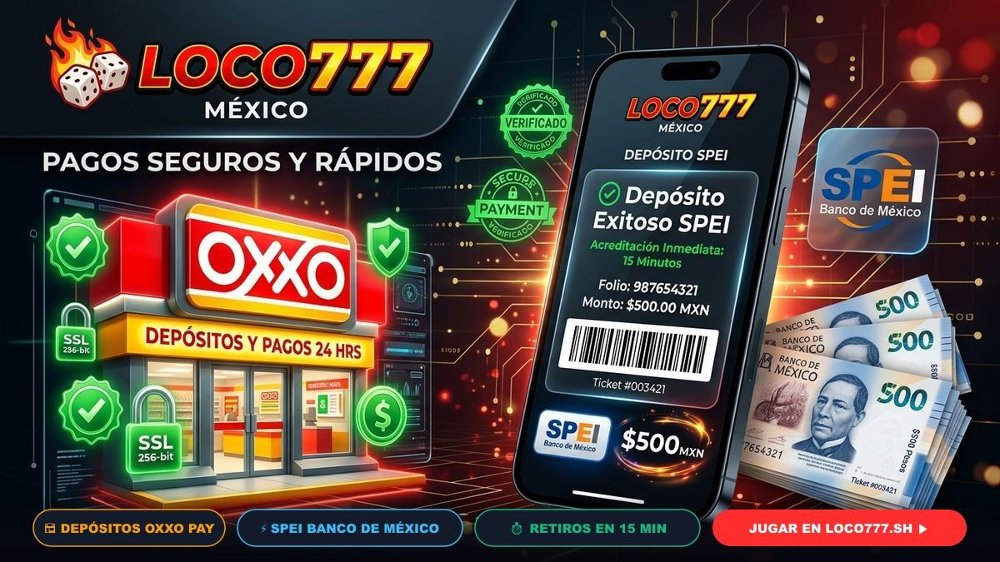 LOCO777
MÉXICO
PAGOS SEGUROS Y RÁPIDOS
OXXO
DEPÓSITOS Y PAGOS 24 HRS
SSL
256-bit
SSL
256-bit
$
VERIFICADO
VERIFICADO
VERIFICADO
SECURE
PAYMENT
LOCO777
MÉXICO
DEPÓSITO SPEI
Depósito
Exitoso SPEI
Acreditación Inmediata:
15 Minutos
Folio: 987654321
Monto: $500.00 MXN
Ticket #003421
SPEI
Banco de México
$500 MXN
SPEI
Banco de México
500
BANCO DE
500
BANCO DE
MÉXICO
500
BANCO DE
MÉXICO
$500 Pesos
7654321
DEPÓSITOS OXXO PAY
SPEI BANCO DE MÉXICO
RETIROS EN 15 MIN
JUGAR EN LOCO777.SH